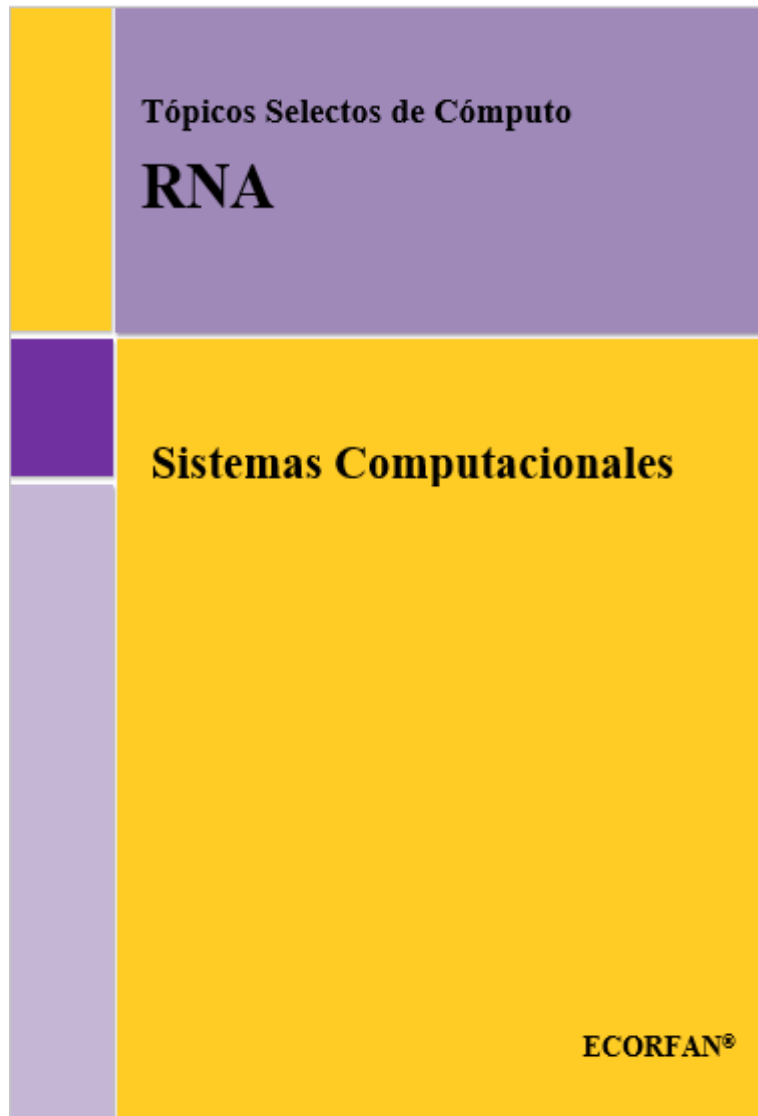 Tópicos Selectos de Cómputo
RNA
Sistemas Computacionales
ECORFAN®